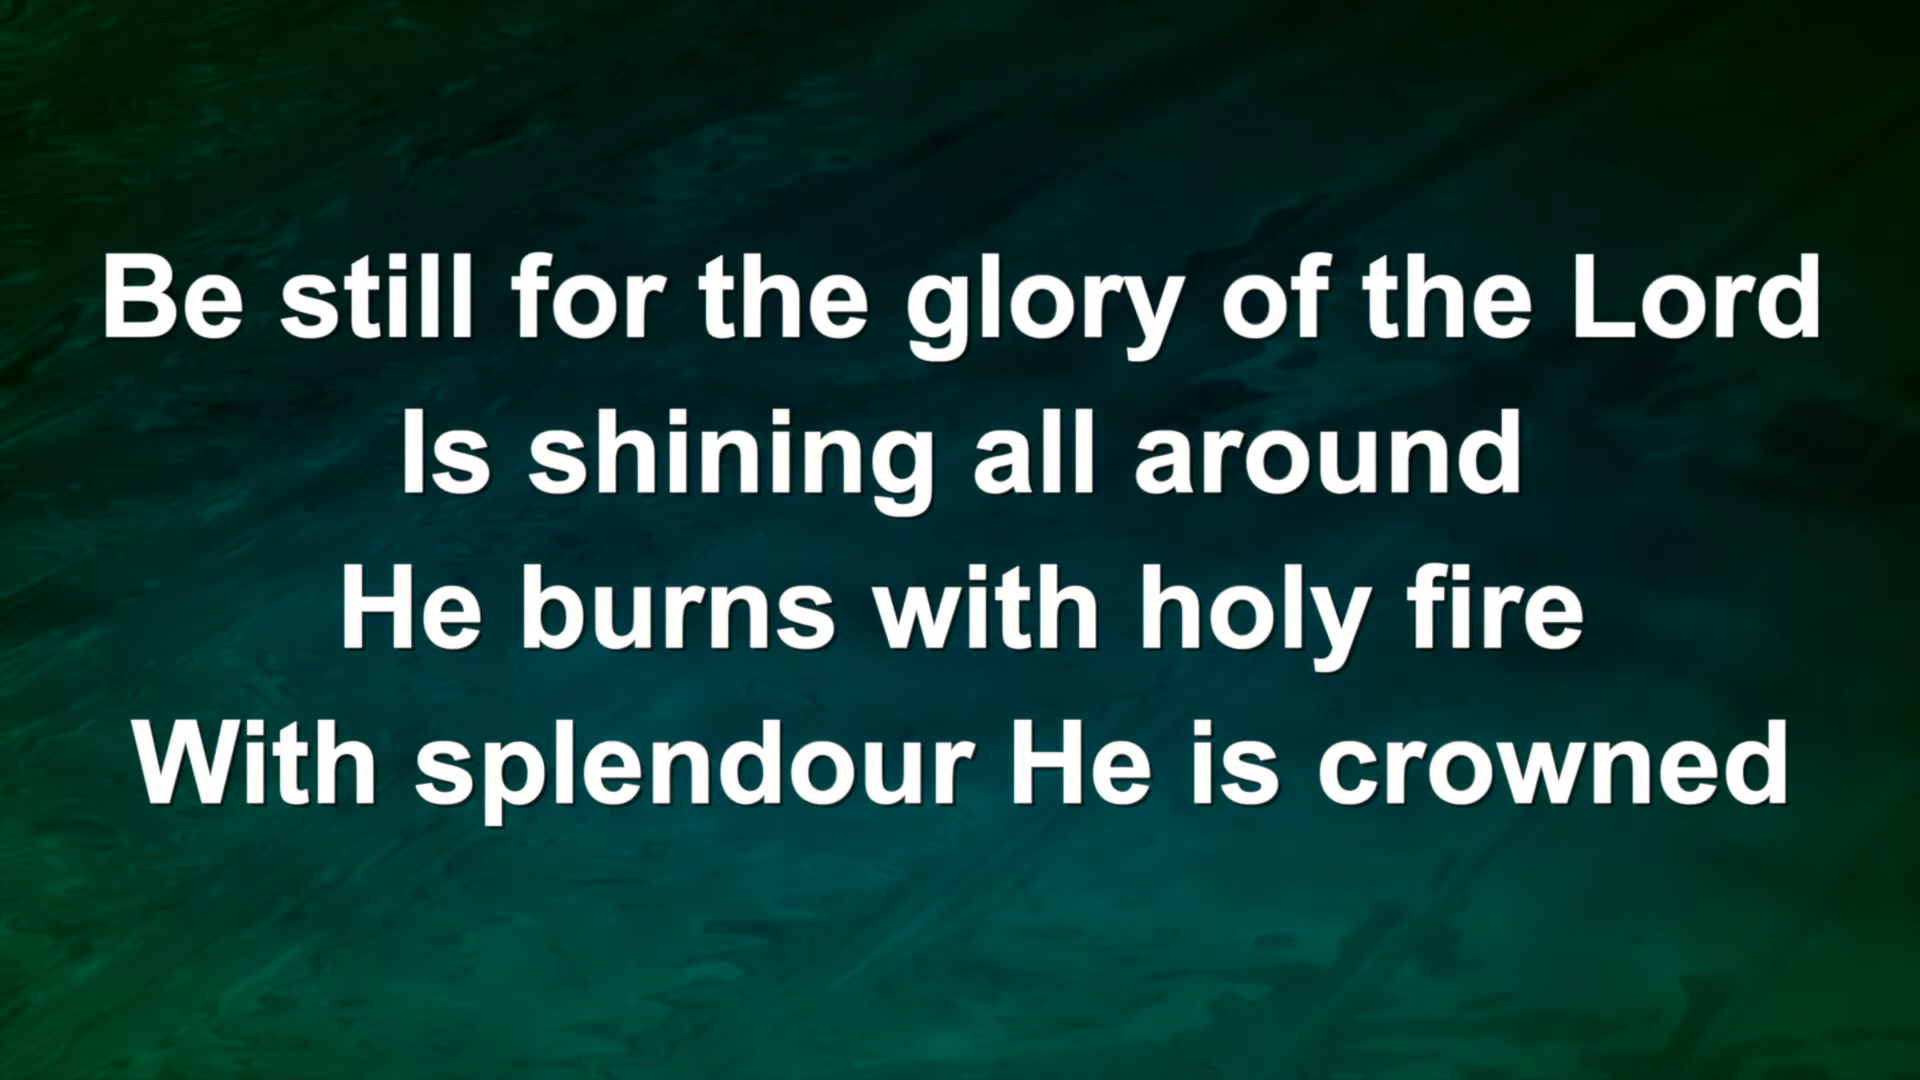 Be still for the glory of the Lord
Is shining all around
He burns with holy fire
With splendour He is crowned